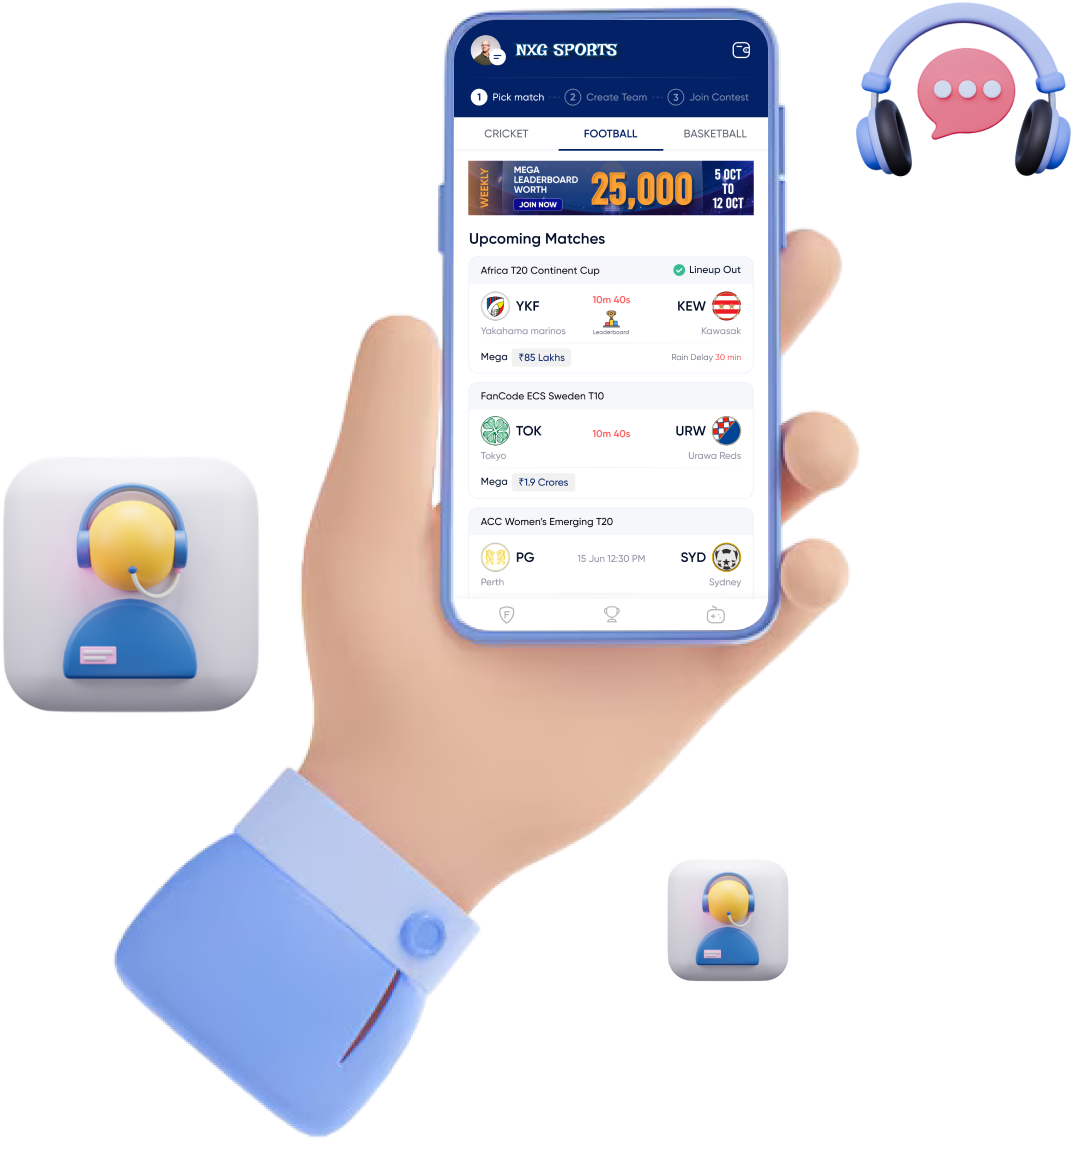 NXG SPORTS
1 Pick match 2 Create Team 3 Join Contest
CRICKET FOOTBALL BASKETBALL
WEEKLY
MEGA
LEADERBOARD
WORTH
JOIN NOW
25,000
5 OCT
TO
12 OCT
Upcoming Matches
Africa T20 Continent Cup Lineup Out
YKF 10m 40s KEW
Leaderboard
Yakahama marinos Kawasak
Mega ₹85 Lakhs Rain Delay 30 min
FanCode ECS Sweden T10
TOK 10m 40s URW
Tokyo Urawa Reds
Mega ₹1.9 Crores
ACC Women's Emerging T20
PG 15 Jun 12:30 PM SYD
Perth Sydney
F